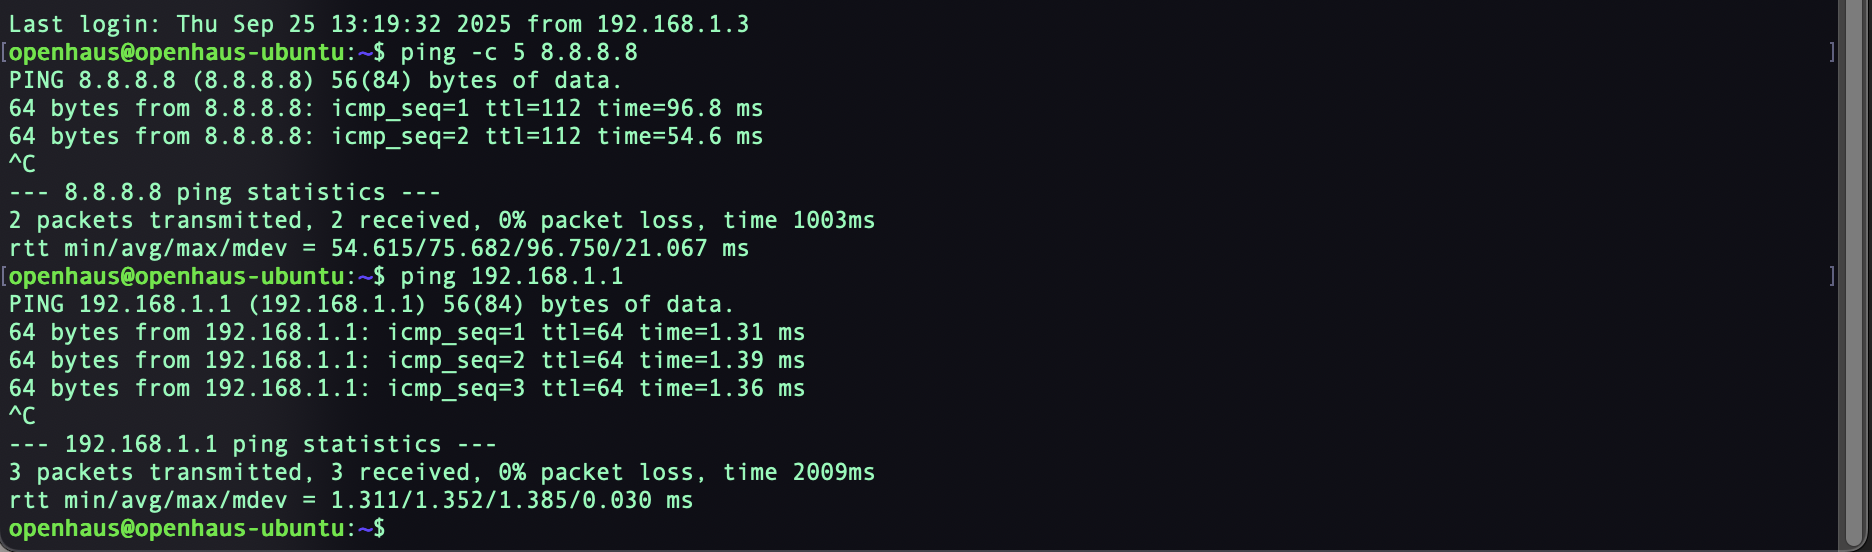 Last login: Thu Sep 25 13:19:32 2025 from 192.168.1.3
[openhaus@openhaus-ubuntu:~$ ping -c 5 8.8.8.8 ]
PING 8.8.8.8 (8.8.8.8) 56(84) bytes of data.
64 bytes from 8.8.8.8: icmp_seq=1 ttl=112 time=96.8 ms
64 bytes from 8.8.8.8: icmp_seq=2 ttl=112 time=54.6 ms
^C
--- 8.8.8.8 ping statistics ---
2 packets transmitted, 2 received, 0% packet loss, time 1003ms
rtt min/avg/max/mdev = 54.615/75.682/96.750/21.067 ms
[openhaus@openhaus-ubuntu:~$ ping 192.168.1.1 ]
PING 192.168.1.1 (192.168.1.1) 56(84) bytes of data.
64 bytes from 192.168.1.1: icmp_seq=1 ttl=64 time=1.31 ms
64 bytes from 192.168.1.1: icmp_seq=2 ttl=64 time=1.39 ms
64 bytes from 192.168.1.1: icmp_seq=3 ttl=64 time=1.36 ms
^C
--- 192.168.1.1 ping statistics ---
3 packets transmitted, 3 received, 0% packet loss, time 2009ms
rtt min/avg/max/mdev = 1.311/1.352/1.385/0.030 ms
openhaus@openhaus-ubuntu:~$